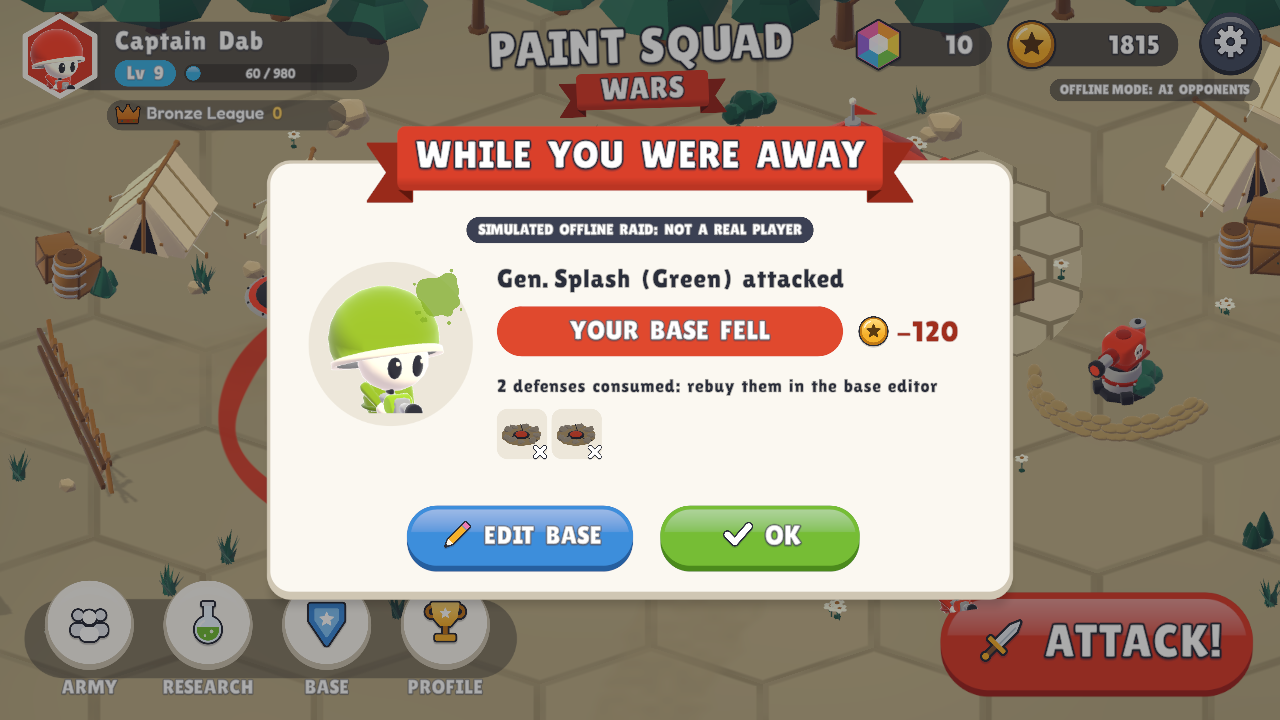 Captain Dab
Lv 9
60 / 980
Bronze League 0
PAINT SQUAD
WARS
10
1815
OFFLINE MODE: AI OPPONENTS
WHILE YOU WERE AWAY
SIMULATED OFFLINE RAID: NOT A REAL PLAYER
Gen. Splash (Green) attacked
YOUR BASE FELL
–120
2 defenses consumed: rebuy them in the base editor
EDIT BASE
OK
ARMY
RESEARCH
BASE
PROFILE
ATTACK!